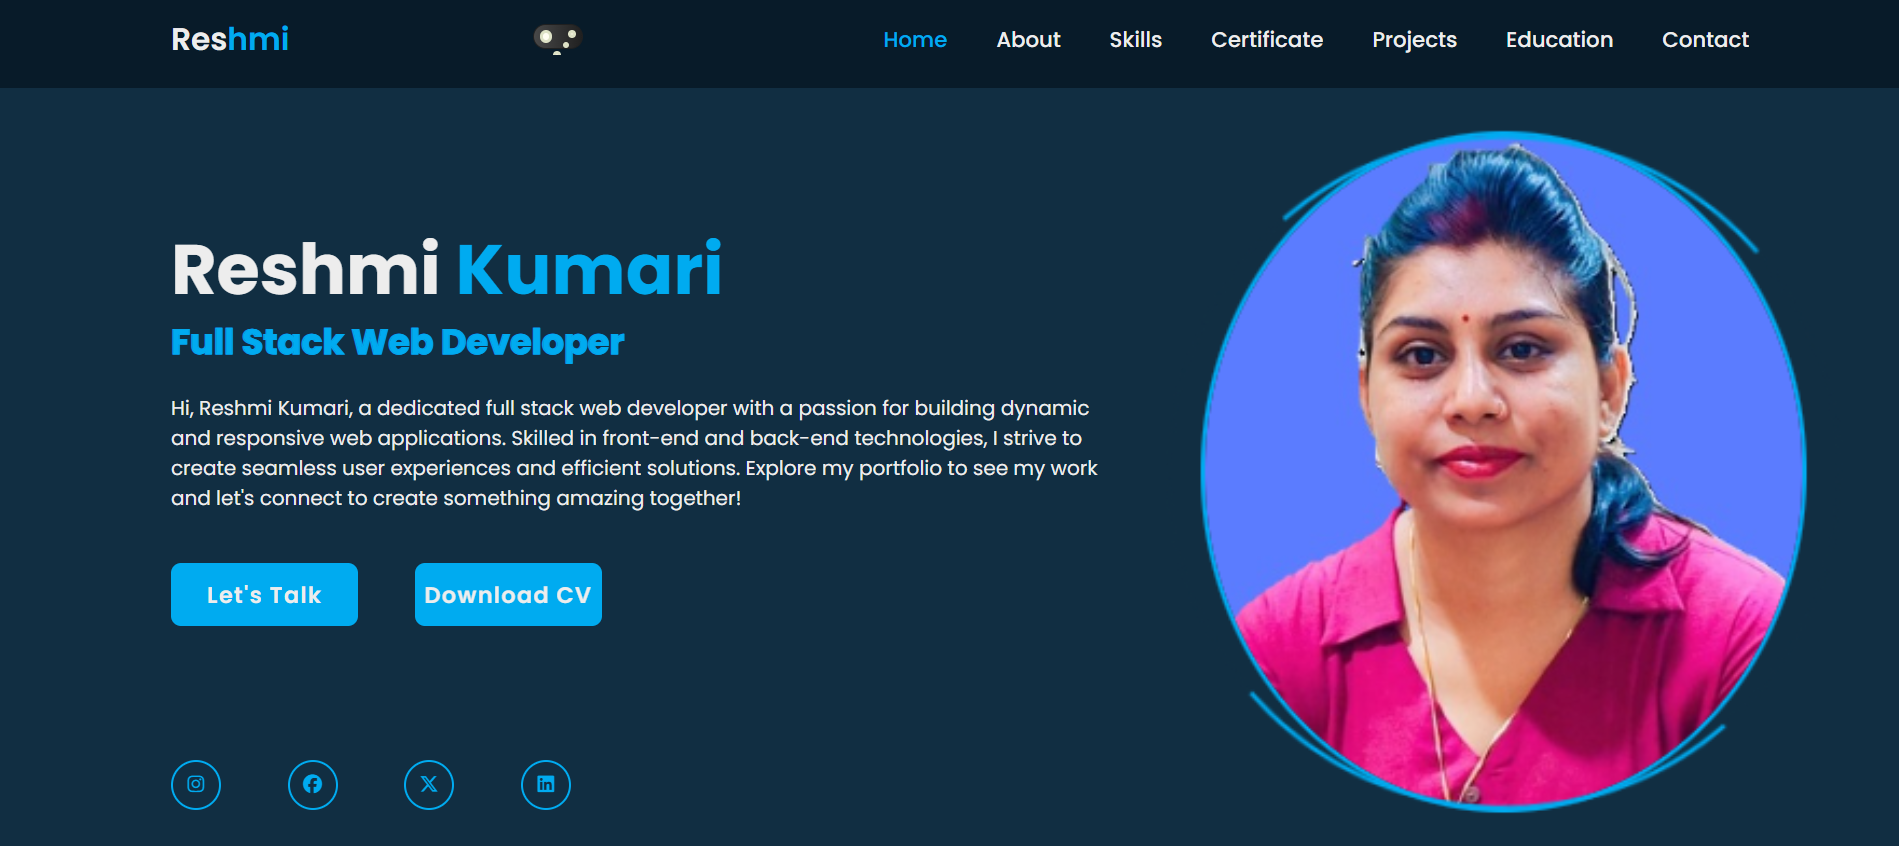 Reshmi
Home About Skills Certificate Projects Education Contact
Reshmi Kumari
Full Stack Web Developer
Hi, Reshmi Kumari, a dedicated full stack web developer with a passion for building dynamic
and responsive web applications. Skilled in front-end and back-end technologies, I strive to
create seamless user experiences and efficient solutions. Explore my portfolio to see my work
and let's connect to create something amazing together!
Let's Talk Download CV